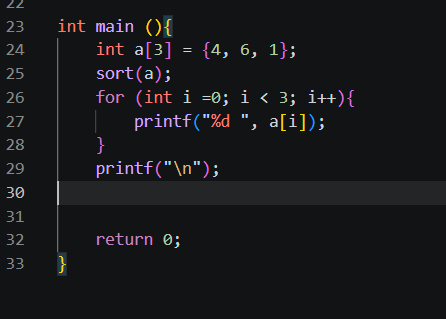 22
23 int main (){
24     int a[3] = {4, 6, 1};
25     sort(a);
26     for (int i =0; i < 3; i++){
27         printf("%d ", a[i]);
28     }
29     printf("\n");
30
31
32     return 0;
33 }